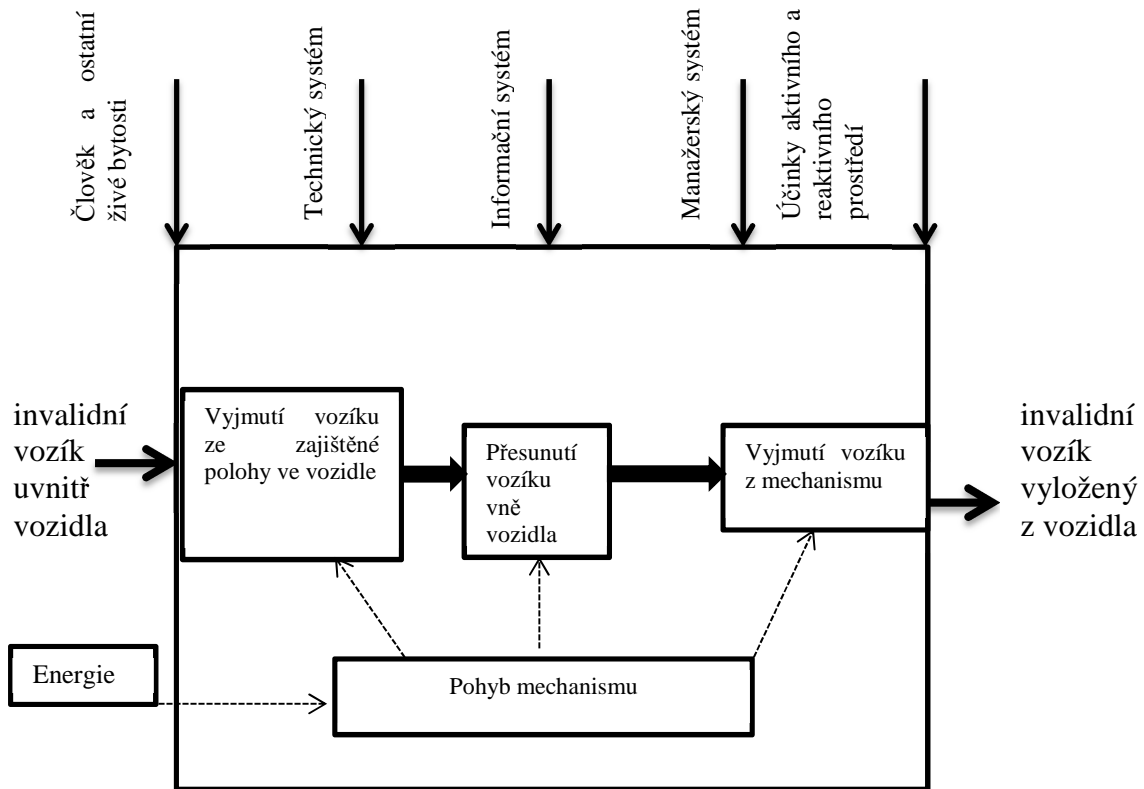 Člověk a ostatní
živé bytosti
Technický systém
Informační systém
Manažerský systém
Účinky aktivního a
reaktivního
prostředí
invalidní
vozík
uvnitř
vozidla
Vyjmutí vozíku
ze zajištěné
polohy ve vozidle
Přesunutí
vozíku
vně
vozidla
Vyjmutí vozíku
z mechanismu
invalidní
vozík
vyložený
z vozidla
Energie
Pohyb mechanismu